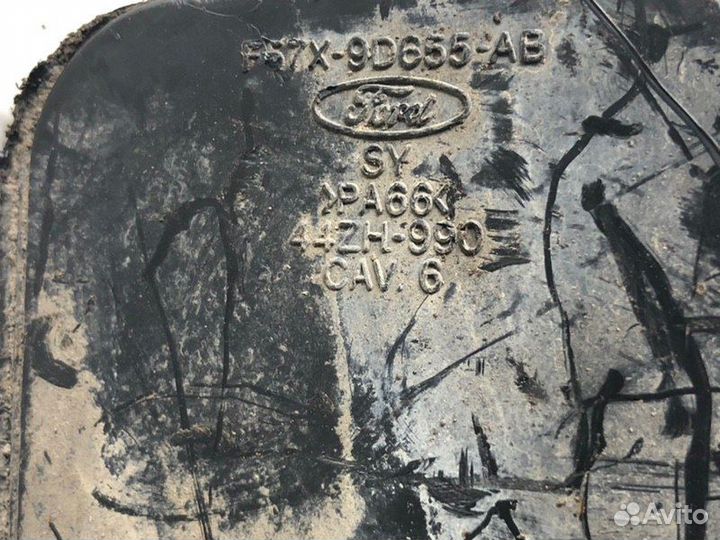 F57X-9D655-AB
Ford
SY
>PA66<
44ZH-990
CAV. 6
Avito